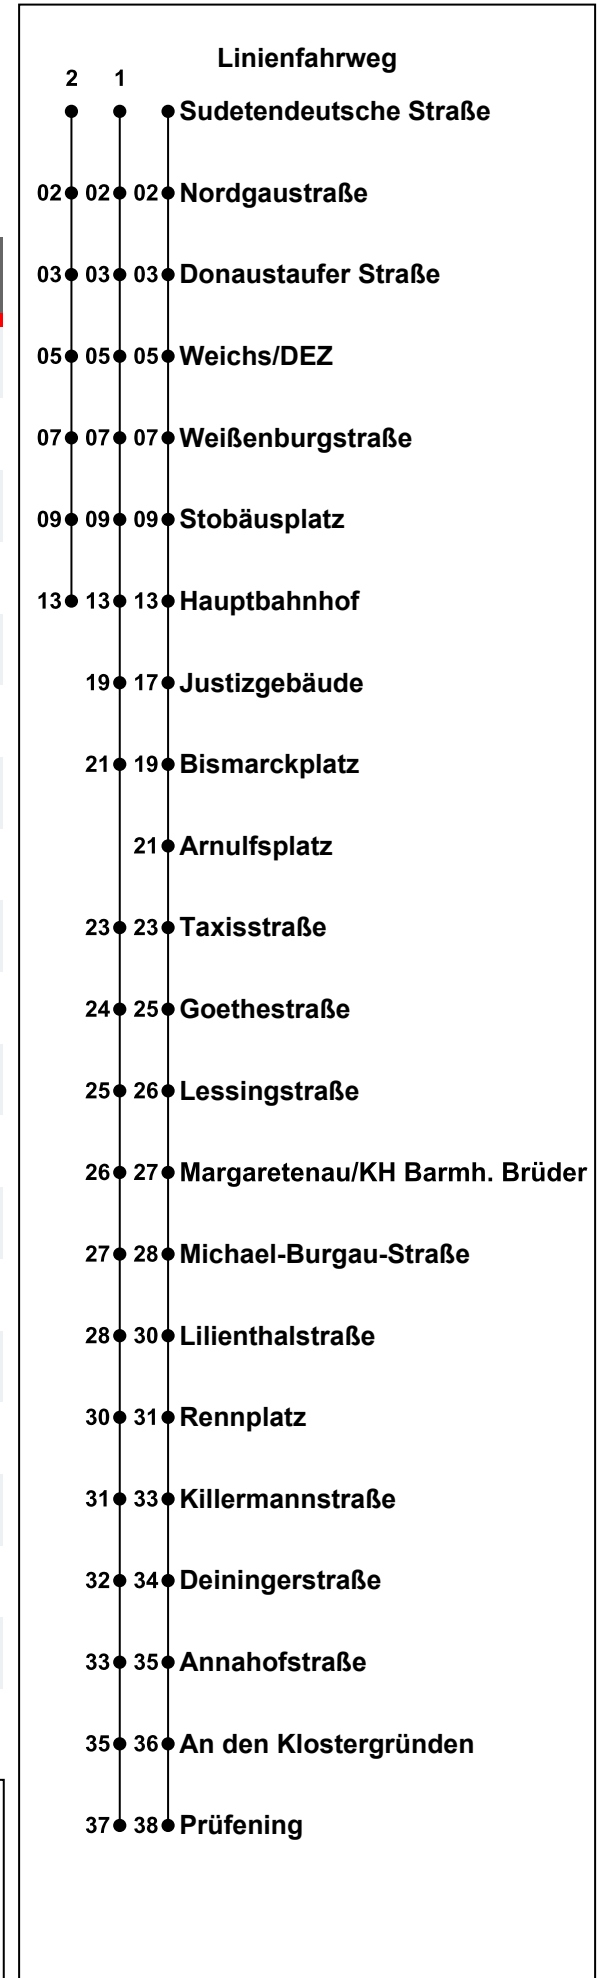 Linienfahrweg
2 1
Sudetendeutsche Straße
02 02 02 Nordgaustraße
03 03 03 Donaustaufer Straße
05 05 05 Weichs/DEZ
07 07 07 Weißenburgstraße
09 09 09 Stobäusplatz
13 13 13 Hauptbahnhof
19 17 Justizgebäude
21 19 Bismarckplatz
21 Arnulfsplatz
23 23 Taxisstraße
24 25 Goethestraße
25 26 Lessingstraße
26 27 Margaretenau/KH Barmh. Brüder
27 28 Michael-Burgau-Straße
28 30 Lilienthalstraße
30 31 Rennplatz
31 33 Killermannstraße
32 34 Deiningerstraße
33 35 Annahofstraße
35 36 An den Klostergründen
37 38 Prüfening